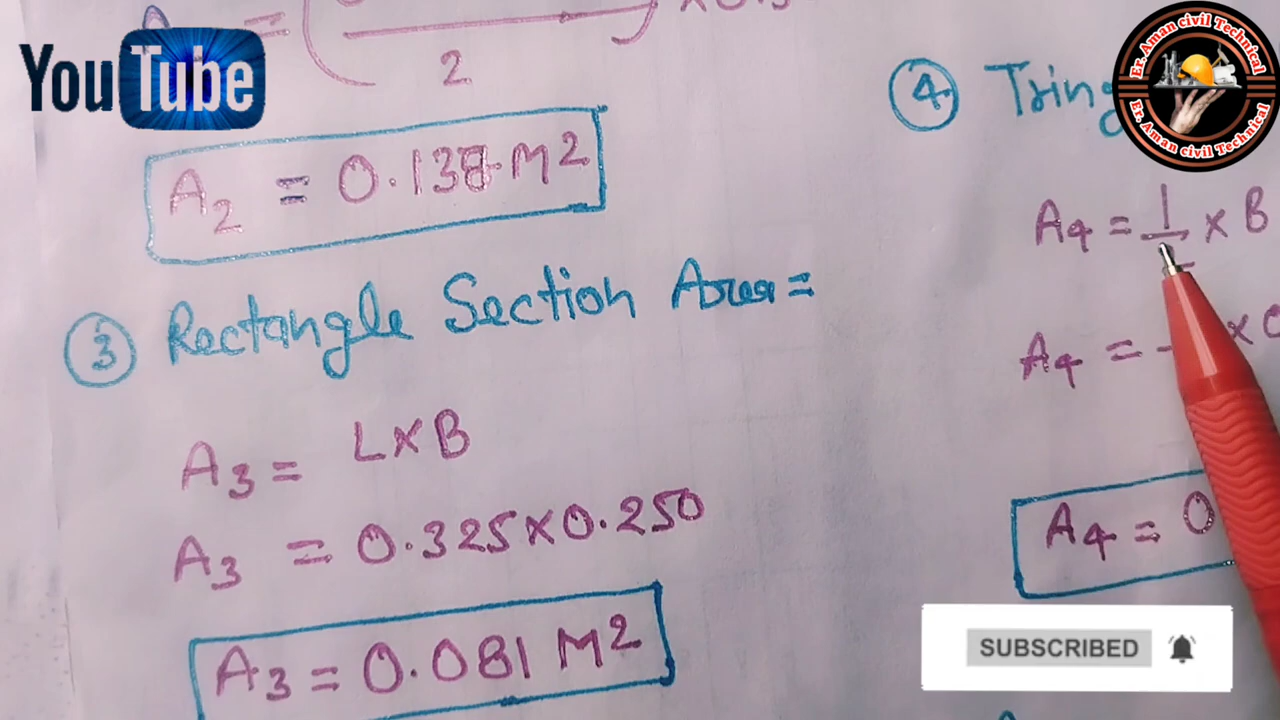 YouTube
2
A2 = 0.138 M2
③ Rectangle Section Area =
A3 = L×B
A3 = 0.325×0.250
A3 = 0.081 M2
④
A4 = 1 × B
A4 =
A4 = 0
Er. Aman civil Technical
Er. Aman civil Technical
SUBSCRIBED